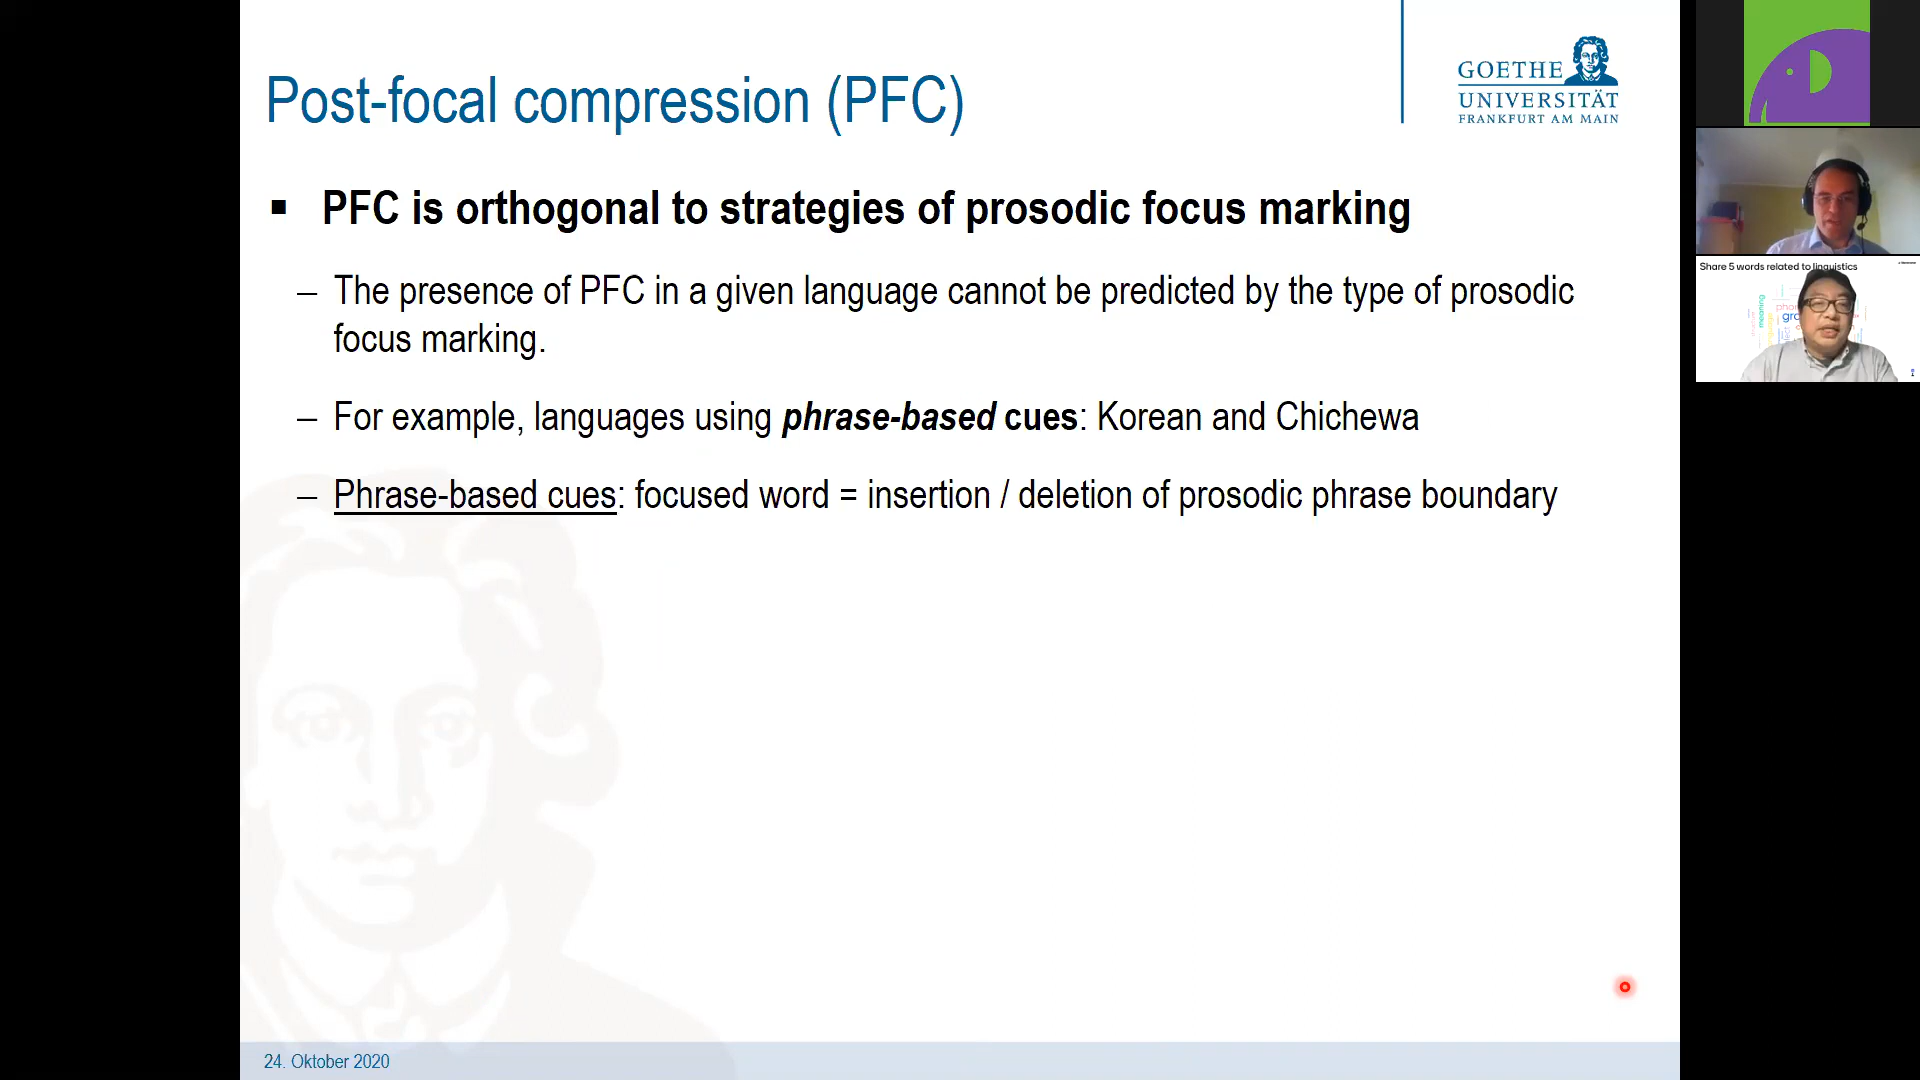 Post-focal compression (PFC)
GOETHE
UNIVERSITÄT
FRANKFURT AM MAIN
▪ PFC is orthogonal to strategies of prosodic focus marking
– The presence of PFC in a given language cannot be predicted by the type of prosodic
focus marking.
– For example, languages using phrase-based cues: Korean and Chichewa
– Phrase-based cues: focused word = insertion / deletion of prosodic phrase boundary
24. Oktober 2020
Share 5 words related to linguistics
meaning